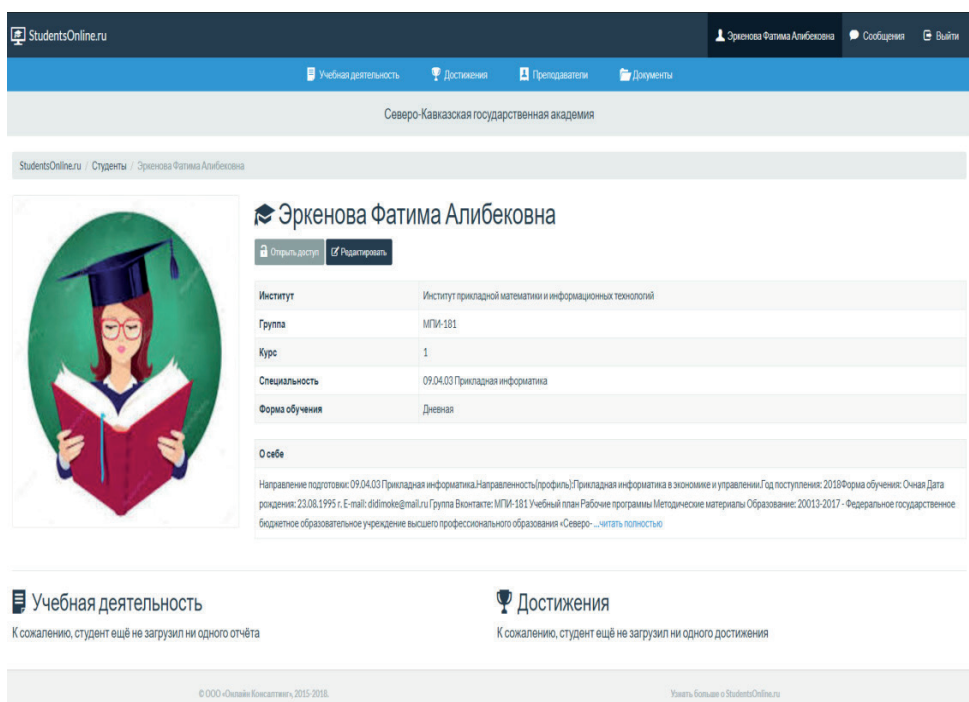 StudentsOnline.ru
Эркенова Фатима Алибековна
Сообщения
Выйти
Учебная деятельность
Достижения
Преподаватели
Документы
Северо-Кавказская государственная академия
StudentsOnline.ru / Студенты / Эркенова Фатима Алибековна
Эркенова Фатима Алибековна
Открыть доступ
Редактировать
Институт Институт прикладной математики и информационных технологий
Группа МПИ-181
Курс 1
Специальность 09.04.03 Прикладная информатика
Форма обучения Дневная
О себе
Направление подготовки: 09.04.03 Прикладная информатика.Направленность(профиль):Прикладная информатика в экономике и управлении.Год поступления: 2018Форма обучения: Очная Дата
рождения: 23.08.1995 г. E-mail: didimoke@mail.ru Группа Вконтакте: МПИ-181 Учебный план Рабочие программы Методические материалы Образование: 20013-2017 - Федеральное государственное
бюджетное образовательное учреждение высшего профессионального образования «Северо- ...читать полностью
Учебная деятельность
К сожалению, студент ещё не загрузил ни одного отчёта
Достижения
К сожалению, студент ещё не загрузил ни одного достижения
© ООО «Онлайн Консалтинг», 2015-2018.
Узнать больше о StudentsOnline.ru